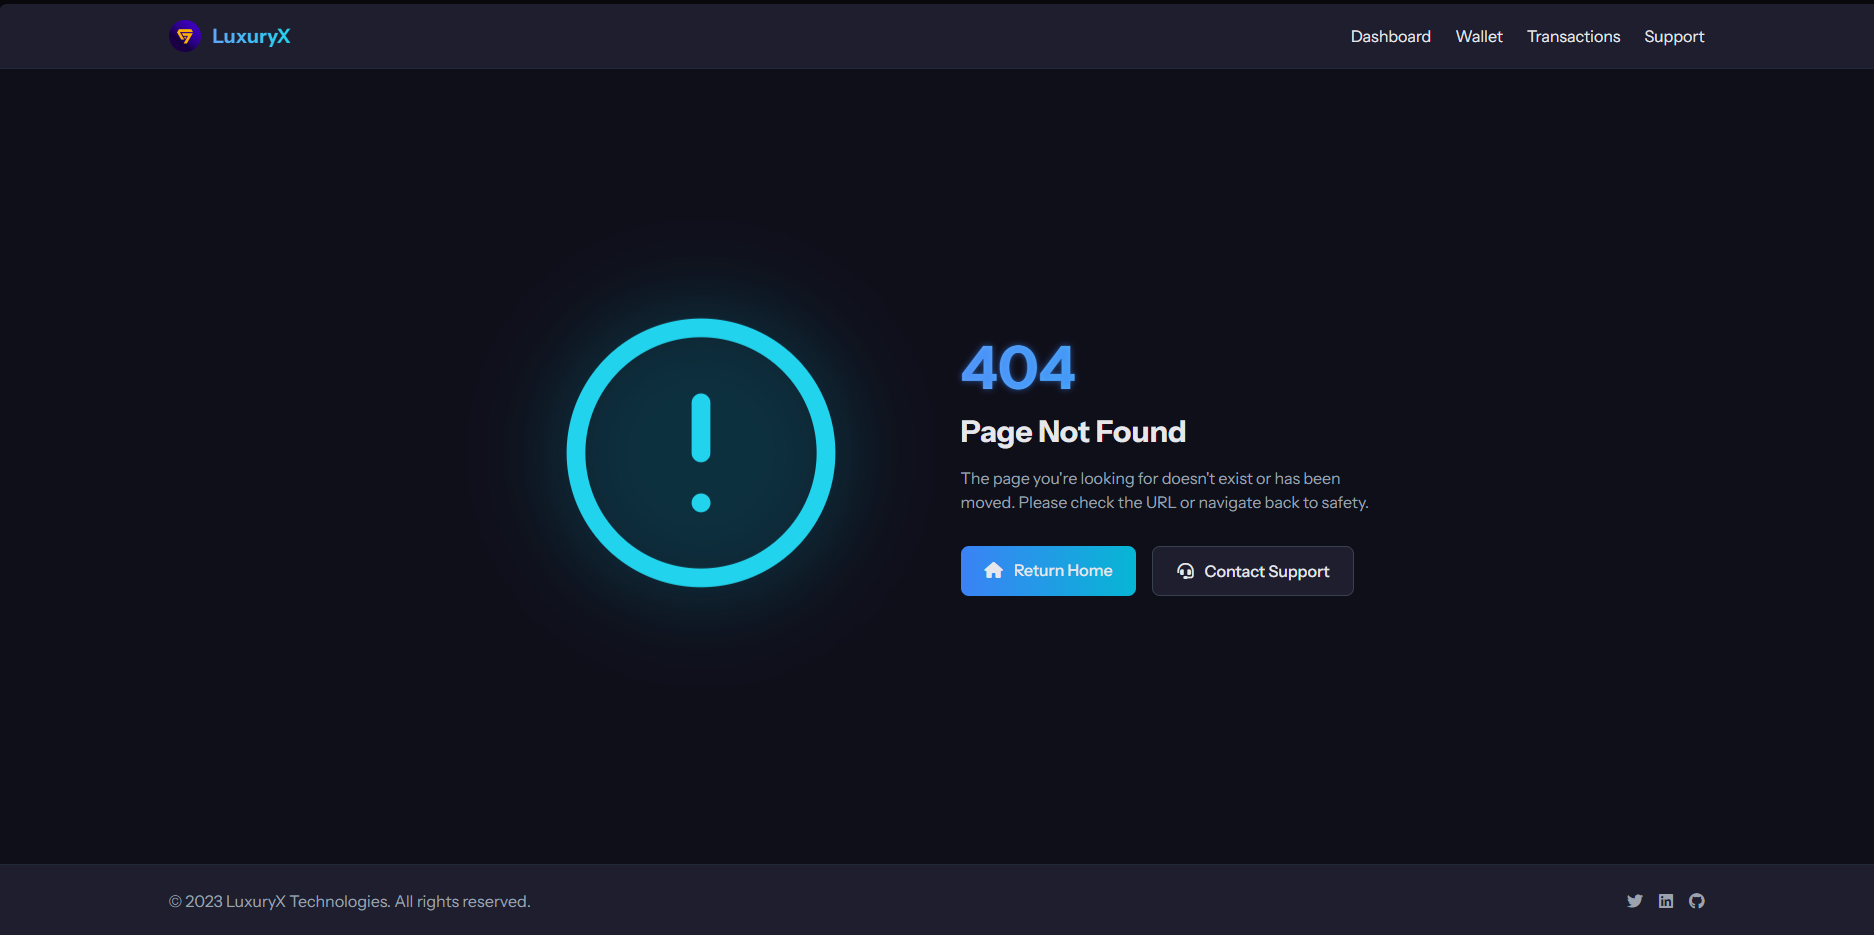 LuxuryX
Dashboard Wallet Transactions Support
404
Page Not Found
The page you're looking for doesn't exist or has been
moved. Please check the URL or navigate back to safety.
Return Home
Contact Support
© 2023 LuxuryX Technologies. All rights reserved.